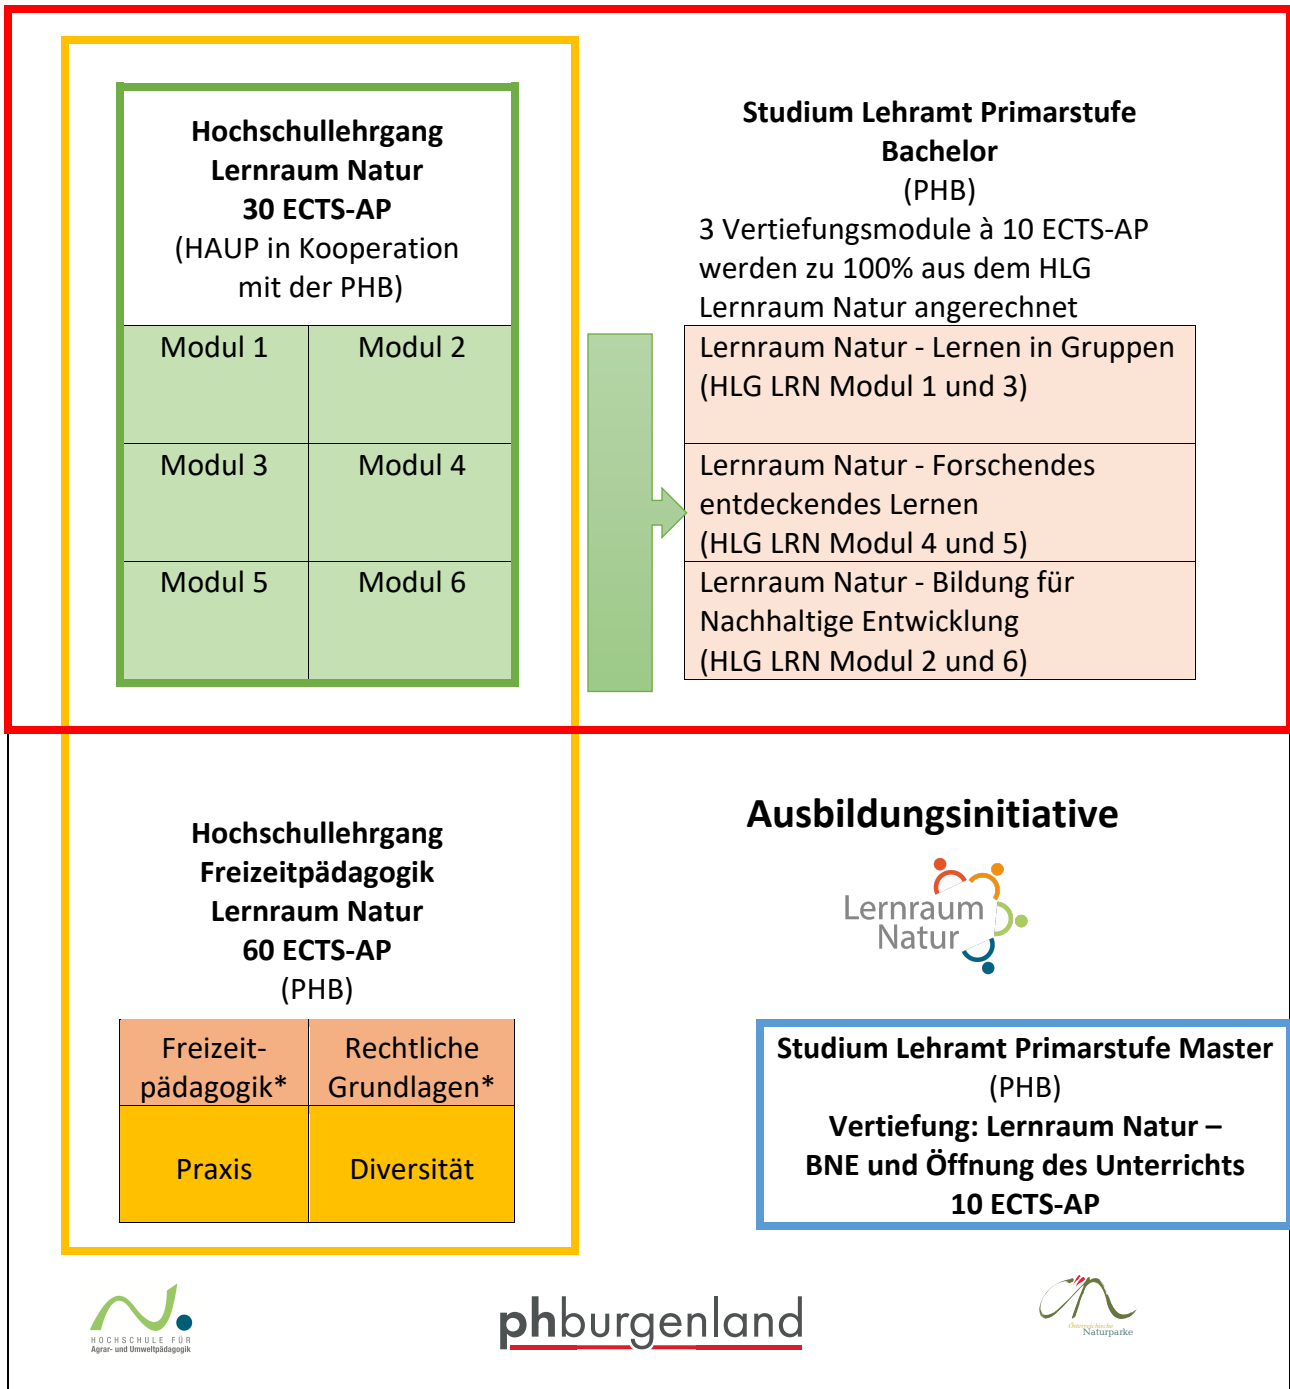 Hochschullehrgang
Lernraum Natur
30 ECTS-AP
(HAUP in Kooperation
mit der PHB)
Modul 1
Modul 2
Modul 3
Modul 4
Modul 5
Modul 6
Studium Lehramt Primarstufe
Bachelor
(PHB)
3 Vertiefungsmodule à 10 ECTS-AP
werden zu 100% aus dem HLG
Lernraum Natur angerechnet
Lernraum Natur - Lernen in Gruppen
(HLG LRN Modul 1 und 3)
Lernraum Natur - Forschendes
entdeckendes Lernen
(HLG LRN Modul 4 und 5)
Lernraum Natur - Bildung für
Nachhaltige Entwicklung
(HLG LRN Modul 2 und 6)
Hochschullehrgang
Freizeitpädagogik
Lernraum Natur
60 ECTS-AP
(PHB)
Freizeit-
pädagogik*
Rechtliche
Grundlagen*
Praxis
Diversität
Ausbildungsinitiative
Lernraum
Natur
Studium Lehramt Primarstufe Master
(PHB)
Vertiefung: Lernraum Natur –
BNE und Öffnung des Unterrichts
10 ECTS-AP
HOCHSCHULE FÜR
Agrar- und Umweltpädagogik
phburgenland
Österreichische
Naturparke